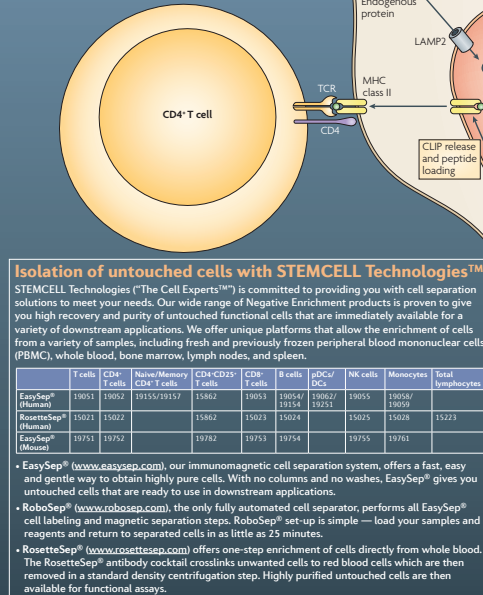 Endogenous
protein
LAMP2
MHC
class II
TCR
CD4⁺ T cell
CD4
CLIP release
and peptide
loading
Isolation of untouched cells with STEMCELL Technologies™
STEMCELL Technologies (“The Cell Experts™”) is committed to providing you with cell separation
solutions to meet your needs. Our wide range of Negative Enrichment products is proven to give
you high recovery and purity of untouched functional cells that are immediately available for a
variety of downstream applications. We offer unique platforms that allow the enrichment of cells
from a variety of samples, including fresh and previously frozen peripheral blood mononuclear cells
(PBMC), whole blood, bone marrow, lymph nodes, and spleen.
T cells CD4⁺ T cells Naive/Memory CD4⁺ T cells CD4⁺CD25⁺ T cells CD8⁺ T cells B cells pDCs/ DCs NK cells Monocytes Total lymphocytes
EasySep® (Human) 19051 19052 19155/19157 15862 19053 19054/ 19154 19062/ 19251 19055 19058/ 19059
RosetteSep® (Human) 15021 15022 15862 15023 15024 15025 15028 15223
EasySep® (Mouse) 19751 19752 19782 19753 19754 19755 19761
• EasySep® (www.easysep.com), our immunomagnetic cell separation system, offers a fast, easy
and gentle way to obtain highly pure cells. With no columns and no washes, EasySep® gives you
untouched cells that are ready to use in downstream applications.
• RoboSep® (www.robosep.com), the only fully automated cell separator, performs all EasySep®
cell labeling and magnetic separation steps. RoboSep® set-up is simple — load your samples and
reagents and return to separated cells in as little as 25 minutes.
• RosetteSep® (www.rosettesep.com) offers one-step enrichment of cells directly from whole blood.
The RosetteSep® antibody cocktail crosslinks unwanted cells to red blood cells which are then
removed in a standard density centrifugation step. Highly purified untouched cells are then
available for functional assays.